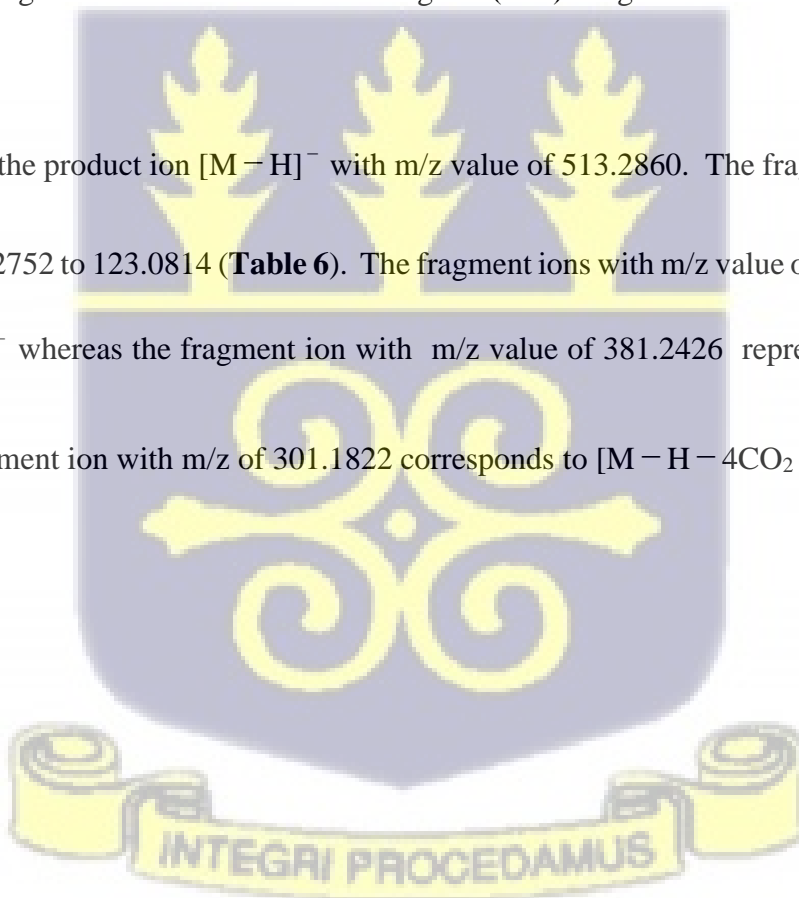 the product ion [M − H]⁻ with m/z value of 513.2860. The fra
2752 to 123.0814 (Table 6). The fragment ions with m/z value o
⁻ whereas the fragment ion with m/z value of 381.2426 repre
ment ion with m/z of 301.1822 corresponds to [M − H − 4CO₂
INTEGRI PROCEDAMUS